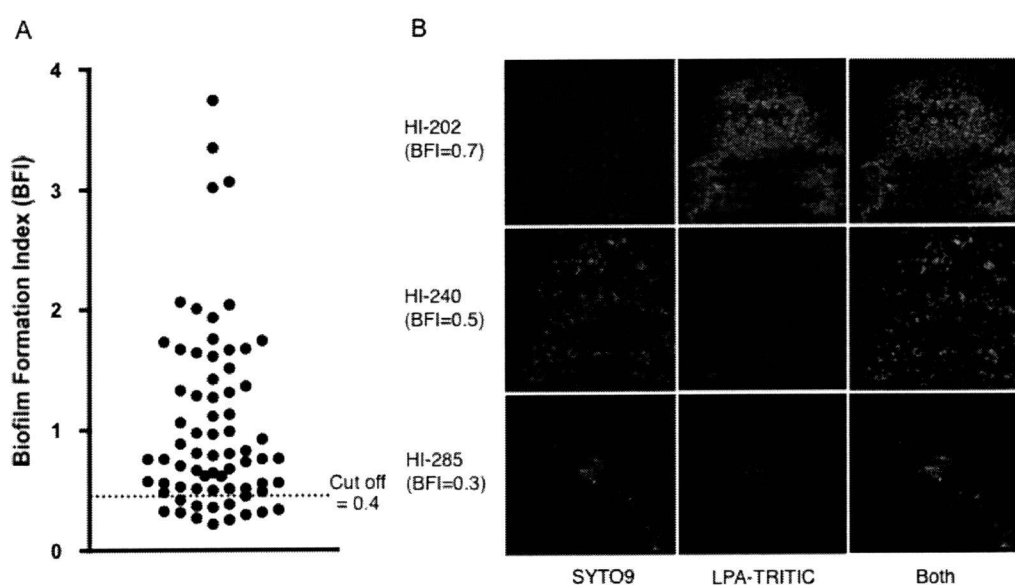 A
B
Biofilm Formation Index (BFI)
4
3
2
1
0
Cut off
= 0.4
HI-202
(BFI=0.7)
HI-240
(BFI=0.5)
HI-285
(BFI=0.3)
SYTO9
LPA-TRITIC
Both